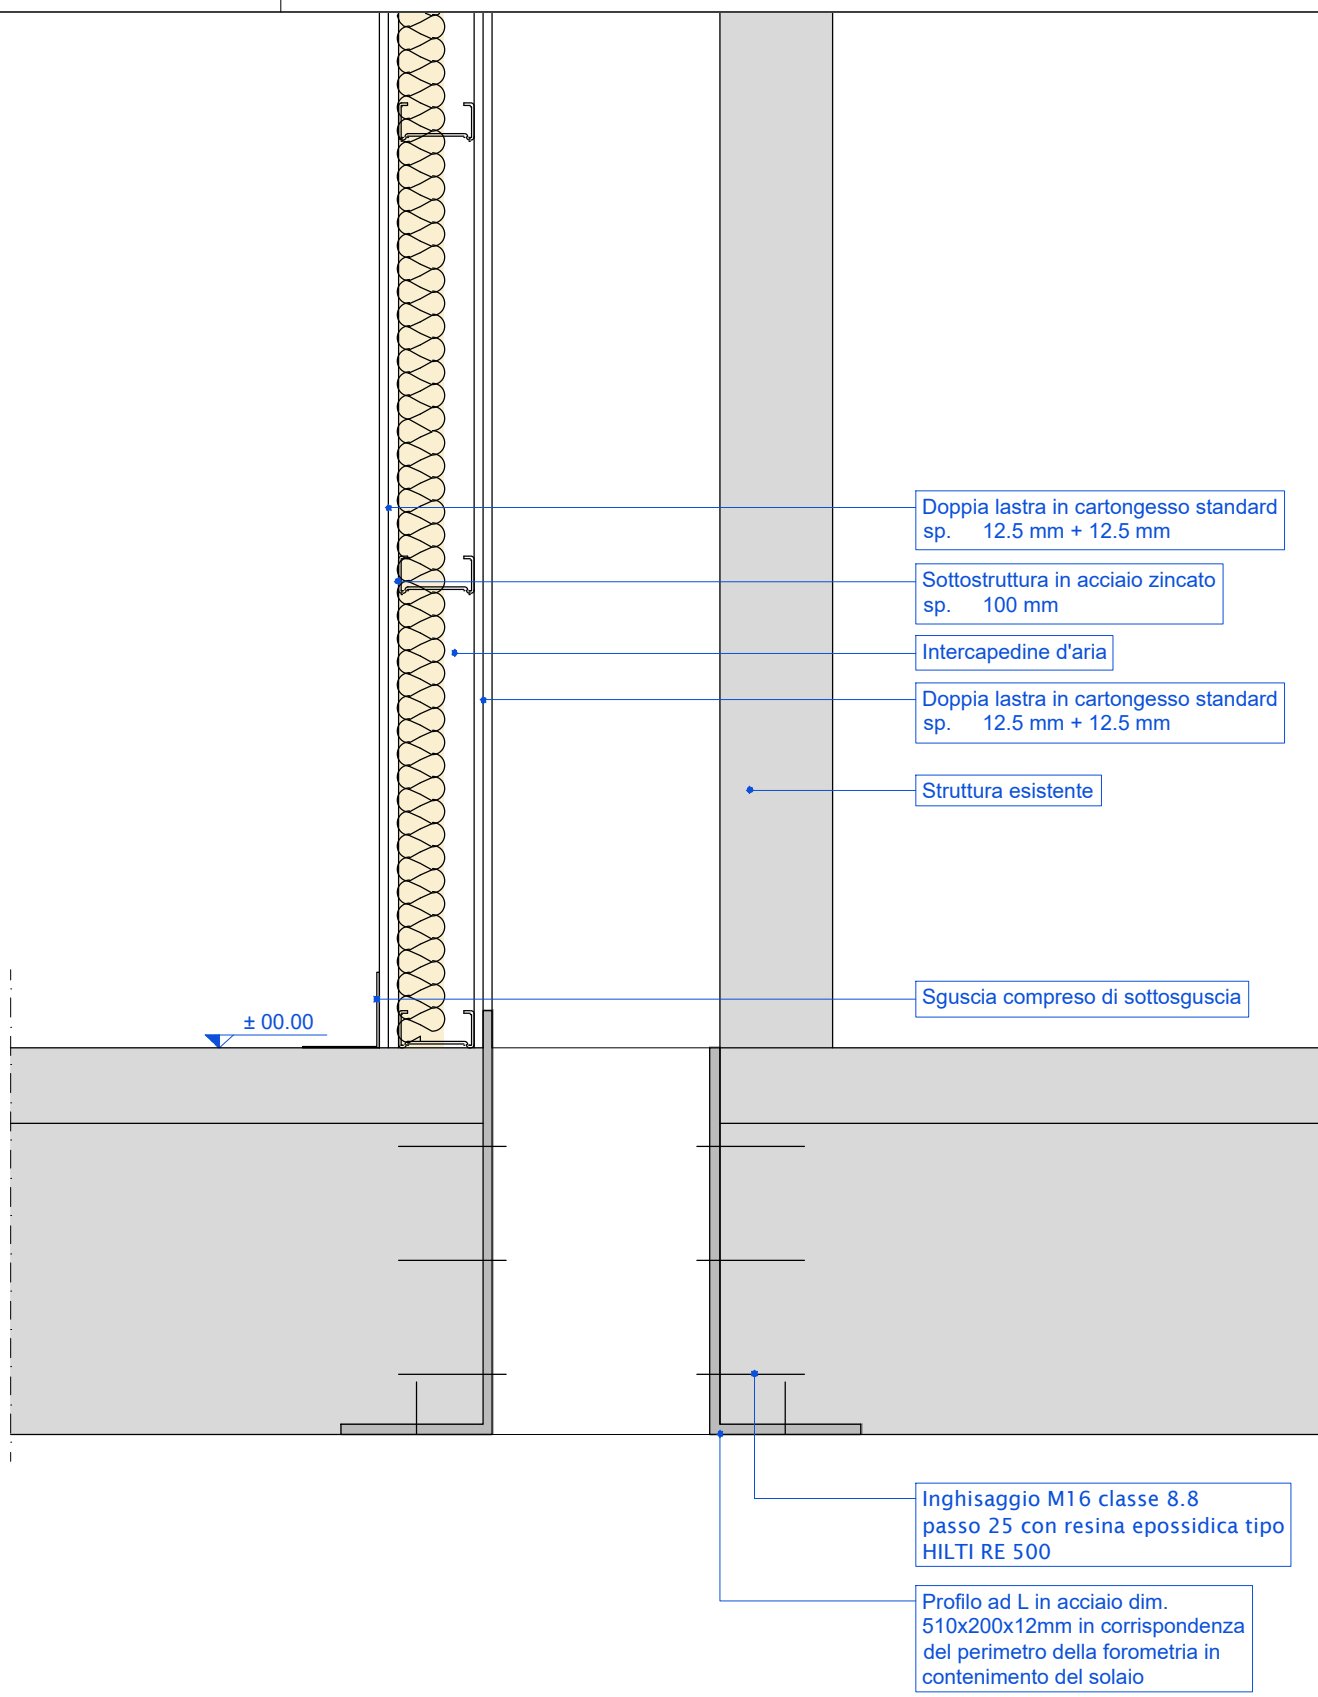 Doppia lastra in cartongesso standard
sp. 12.5 mm + 12.5 mm
Sottostruttura in acciaio zincato
sp. 100 mm
Intercapedine d'aria
Doppia lastra in cartongesso standard
sp. 12.5 mm + 12.5 mm
Struttura esistente
Sguscia compreso di sottosguscia
± 00.00
Inghisaggio M16 classe 8.8
passo 25 con resina epossidica tipo
HILTI RE 500
Profilo ad L in acciaio dim.
510x200x12mm in corrispondenza
del perimetro della forometria in
contenimento del solaio